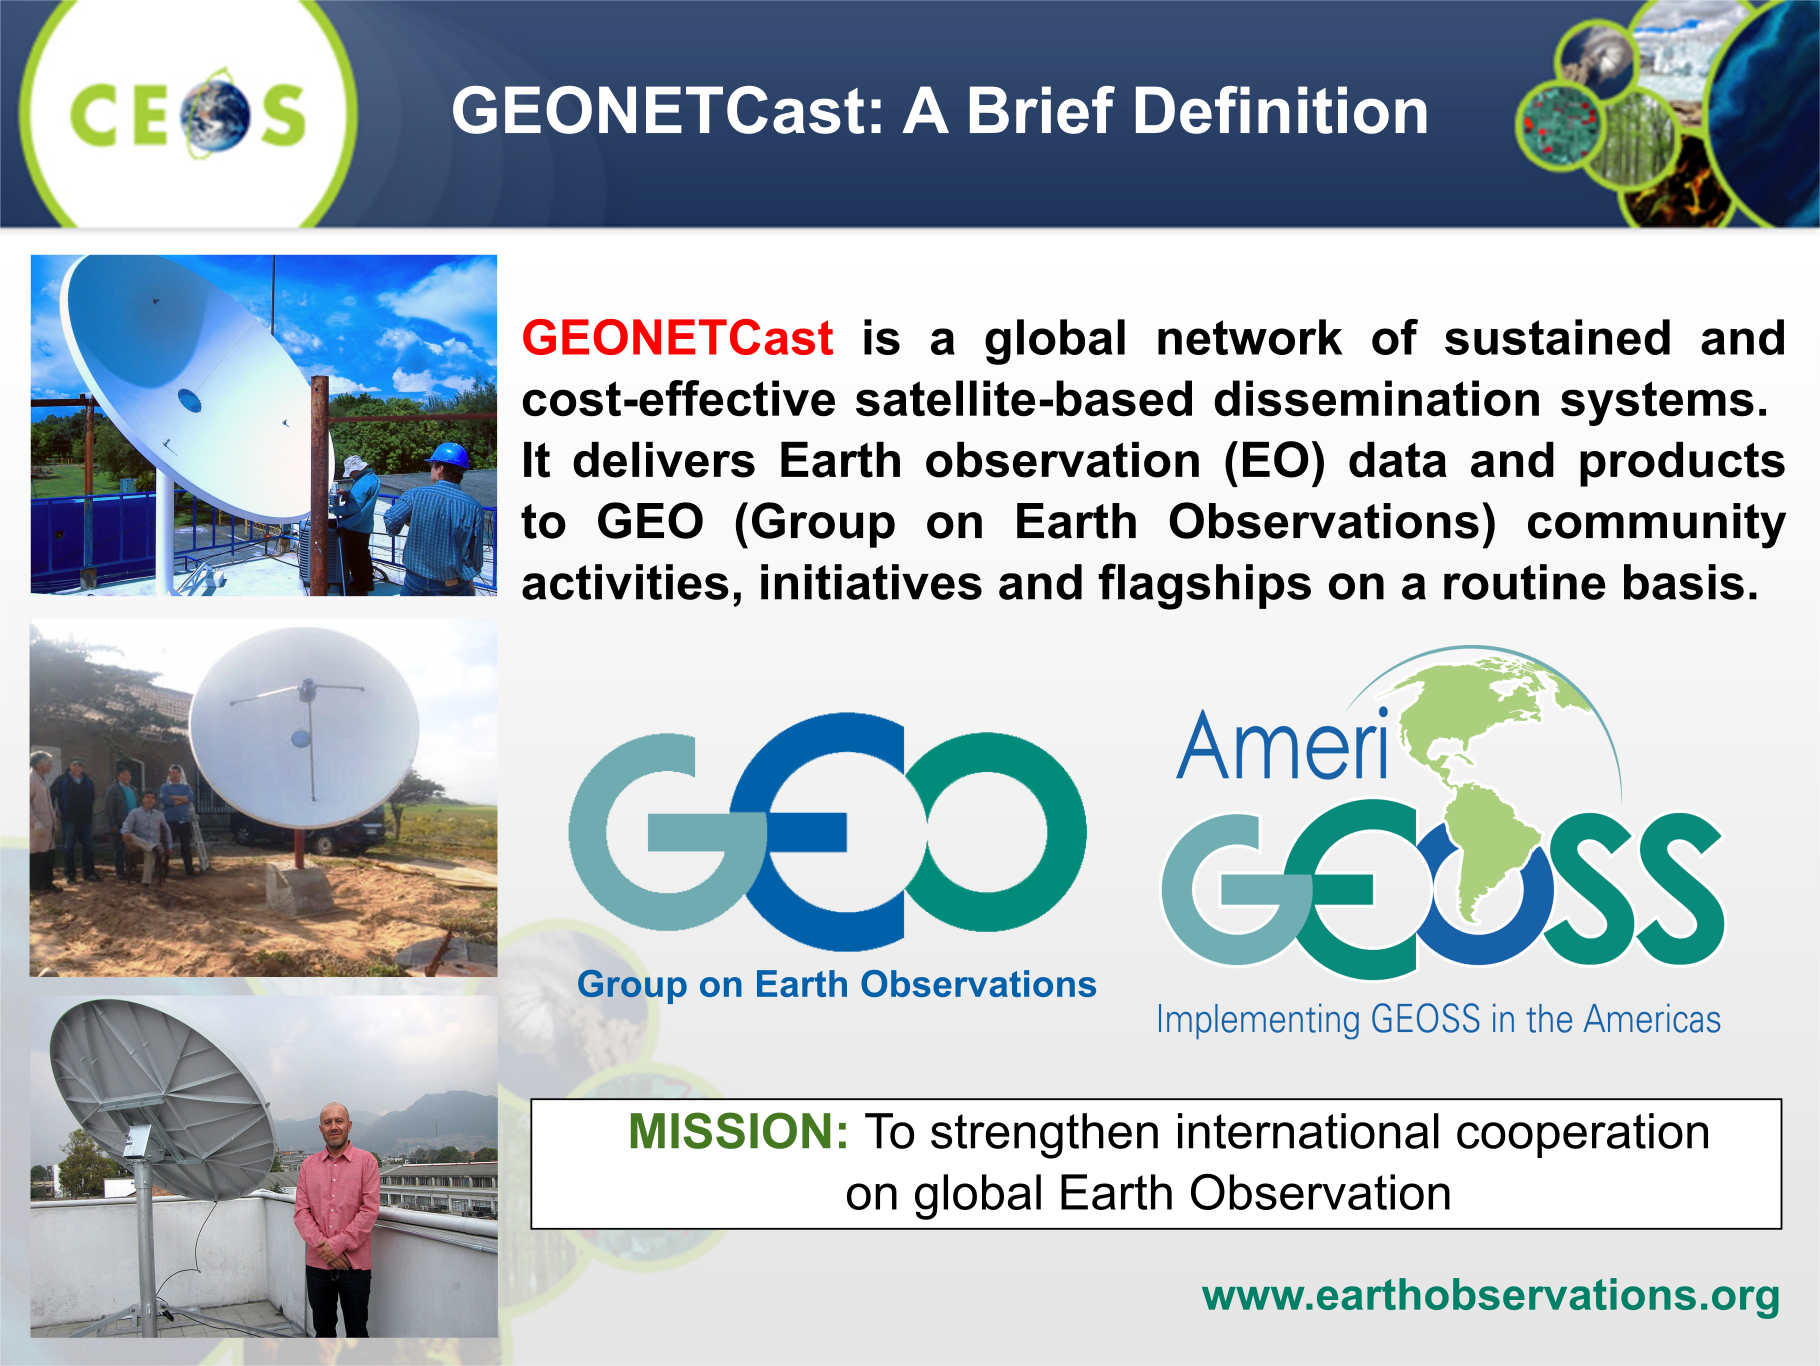 CEOS
GEONETCast: A Brief Definition
GEONETCast is a global network of sustained and
cost-effective satellite-based dissemination systems.
It delivers Earth observation (EO) data and products
to GEO (Group on Earth Observations) community
activities, initiatives and flagships on a routine basis.
GEO
Group on Earth Observations
Ameri
GEOSS
Implementing GEOSS in the Americas
MISSION: To strengthen international cooperation
on global Earth Observation
www.earthobservations.org